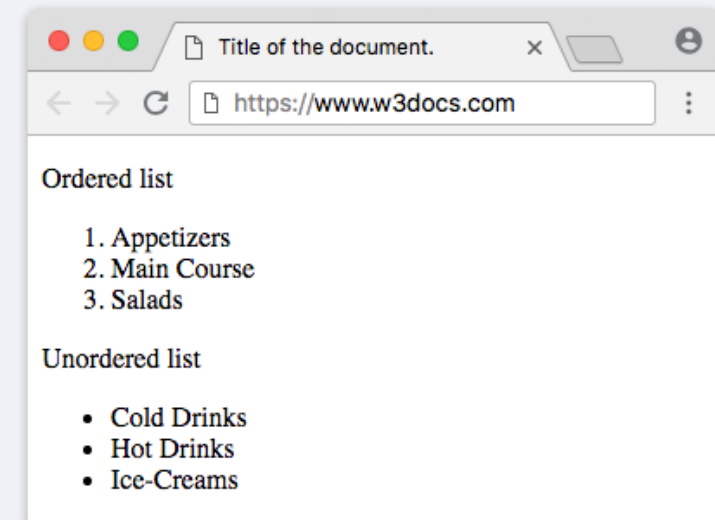 Title of the document.
https://www.w3docs.com
Ordered list
1. Appetizers
2. Main Course
3. Salads
Unordered list
• Cold Drinks
• Hot Drinks
• Ice-Creams